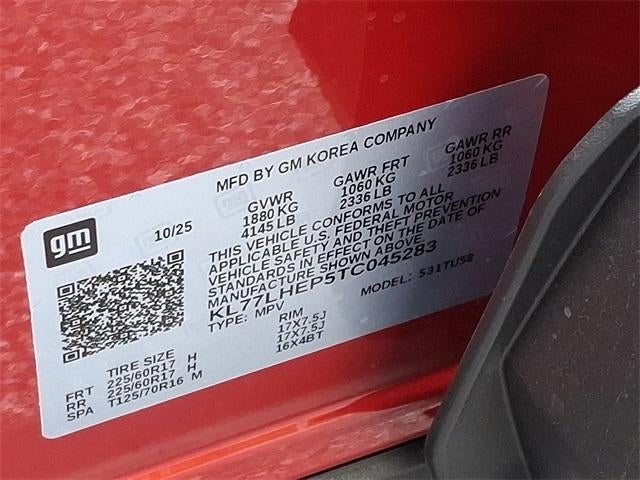 MFD BY GM KOREA COMPANY
gm
10/25
GVWR GAWR FRT GAWR RR
1880 KG 1060 KG 1060 KG
4145 LB 2336 LB 2336 LB
THIS VEHICLE CONFORMS TO ALL
APPLICABLE U.S. FEDERAL MOTOR
VEHICLE SAFETY AND THEFT PREVENTION
STANDARDS IN EFFECT ON THE DATE OF
MANUFACTURE SHOWN ABOVE.
KL77LHEP5TC045283
TYPE: MPV MODEL: 531TU58
TIRE SIZE RIM
FRT 225/60R17 H 17X7.5J
RR 225/60R17 H 17X7.5J
SPA T125/70R16 M 16X4BT